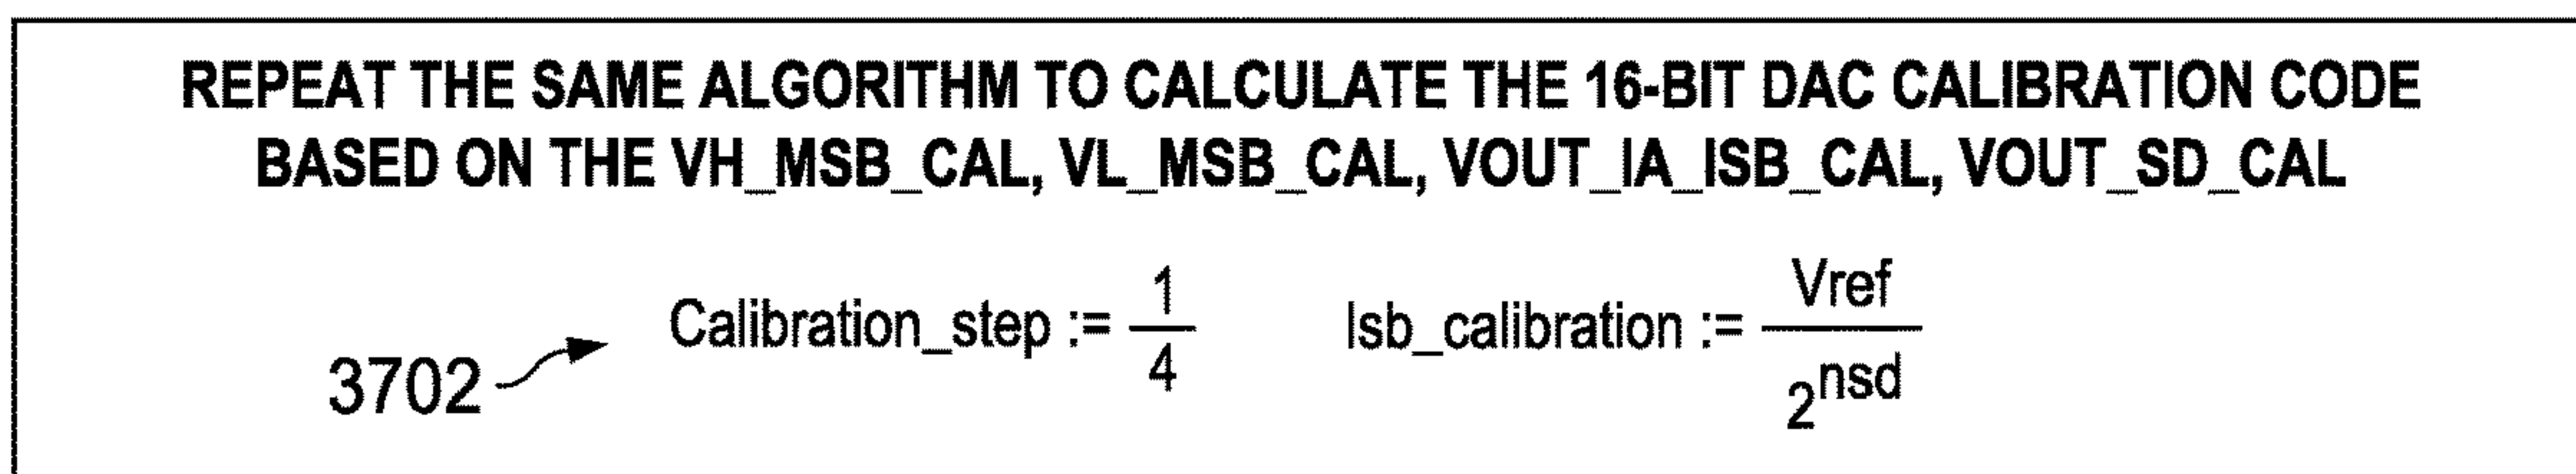 REPEAT THE SAME ALGORITHM TO CALCULATE THE 16-BIT DAC CALIBRATION CODE
BASED ON THE VH_MSB_CAL, VL_MSB_CAL, VOUT_IA_ISB_CAL, VOUT_SD_CAL
3702 Calibration_step := 1/4 lsb_calibration := Vref/2^nsd